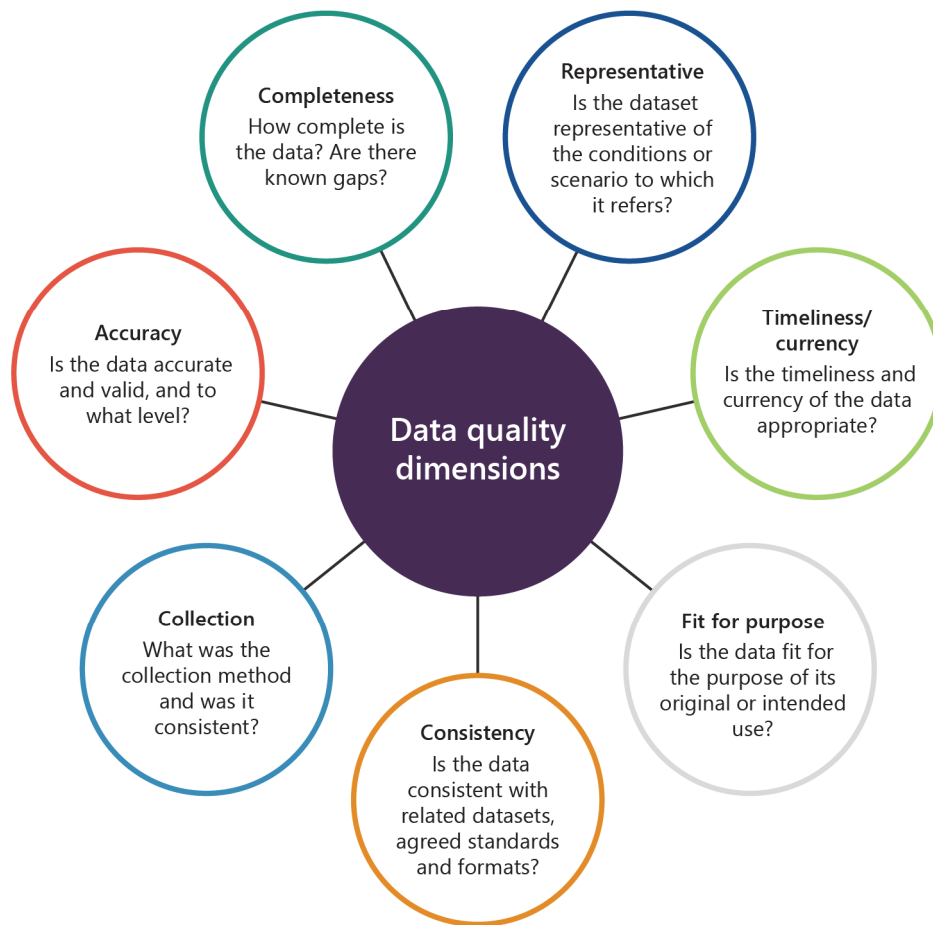 Completeness
How complete is
the data? Are there
known gaps?
Representative
Is the dataset
representative of
the conditions or
scenario to which
it refers?
Accuracy
Is the data accurate
and valid, and to
what level?
Timeliness/
currency
Is the timeliness and
currency of the data
appropriate?
Data quality
dimensions
Collection
What was the
collection method
and was it
consistent?
Fit for purpose
Is the data fit for
the purpose of its
original or intended
use?
Consistency
Is the data
consistent with
related datasets,
agreed standards
and formats?